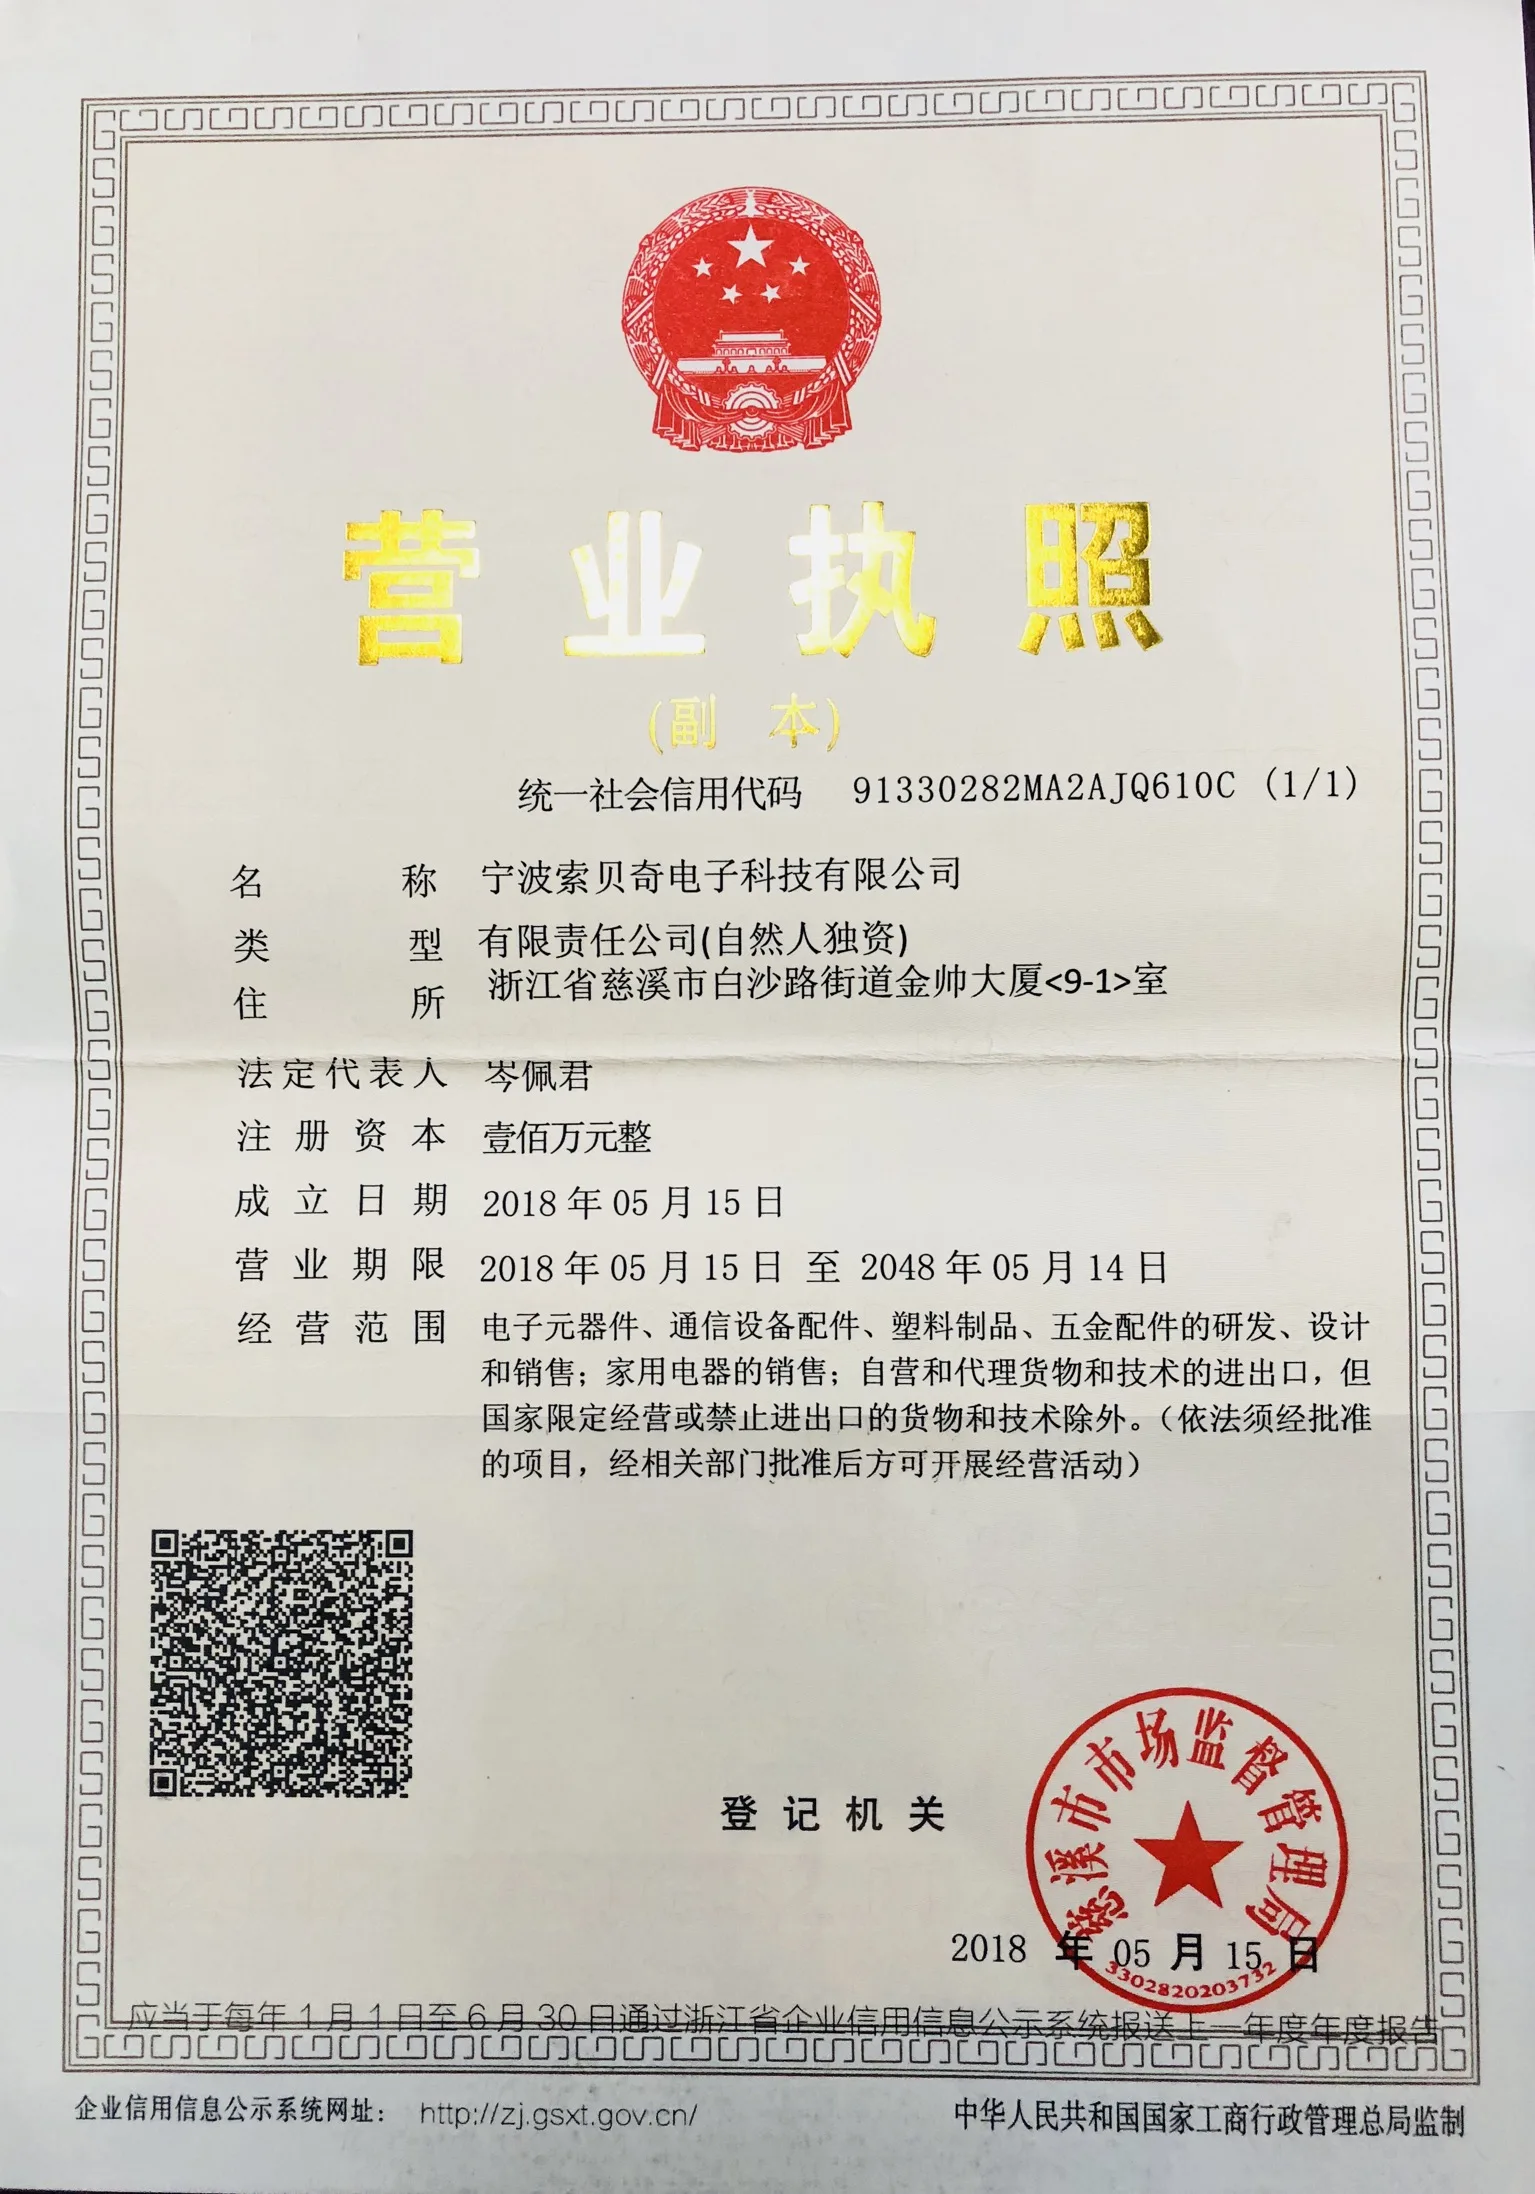 营业执照
(副 本)
统一社会信用代码 91330282MA2AJQ610C (1/1)
名 称 宁波索贝奇电子科技有限公司
类 型 有限责任公司(自然人独资)
住 所 浙江省慈溪市白沙路街道金帅大厦<9-1>室
法定代表人 岑佩君
注册资本 壹佰万元整
成立日期 2018年05月15日
营业期限 2018年05月15日 至 2048年05月14日
经营范围 电子元器件、通信设备配件、塑料制品、五金配件的研发、设计
和销售；家用电器的销售；自营和代理货物和技术的进出口，但
国家限定经营或禁止进出口的货物和技术除外。（依法须经批准
的项目，经相关部门批准后方可开展经营活动）
慈溪市市场监督管理局
登记机关
2018 年 05 月 15 日
3302820203732
应当于每年1月1日至6月30日通过浙江省企业信用信息公示系统报送上一年度年度报告
企业信用信息公示系统网址： http://zj.gsxt.gov.cn/
中华人民共和国国家工商行政管理总局监制